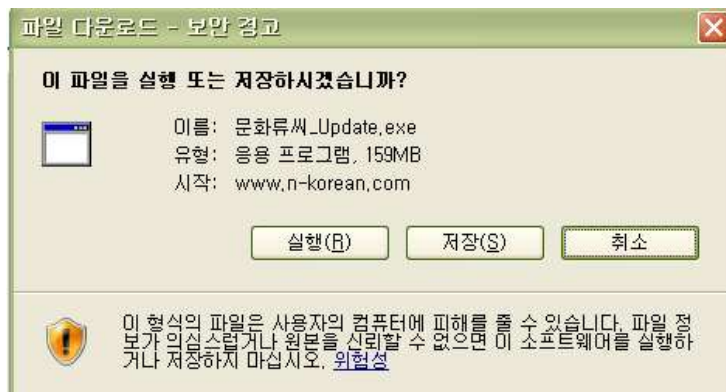 파일 다운로드 - 보안 경고
이 파일을 실행 또는 저장하시겠습니까?
이름: 문화류씨_Update.exe
유형: 응용 프로그램, 159MB
시작: www.n-korean.com
실행(R) 저장(S) 취소
이 형식의 파일은 사용자의 컴퓨터에 피해를 줄 수 있습니다. 파일 정
보가 의심스럽거나 원본을 신뢰할 수 없으면 이 소프트웨어를 실행하
거나 저장하지 마십시오. 위험성